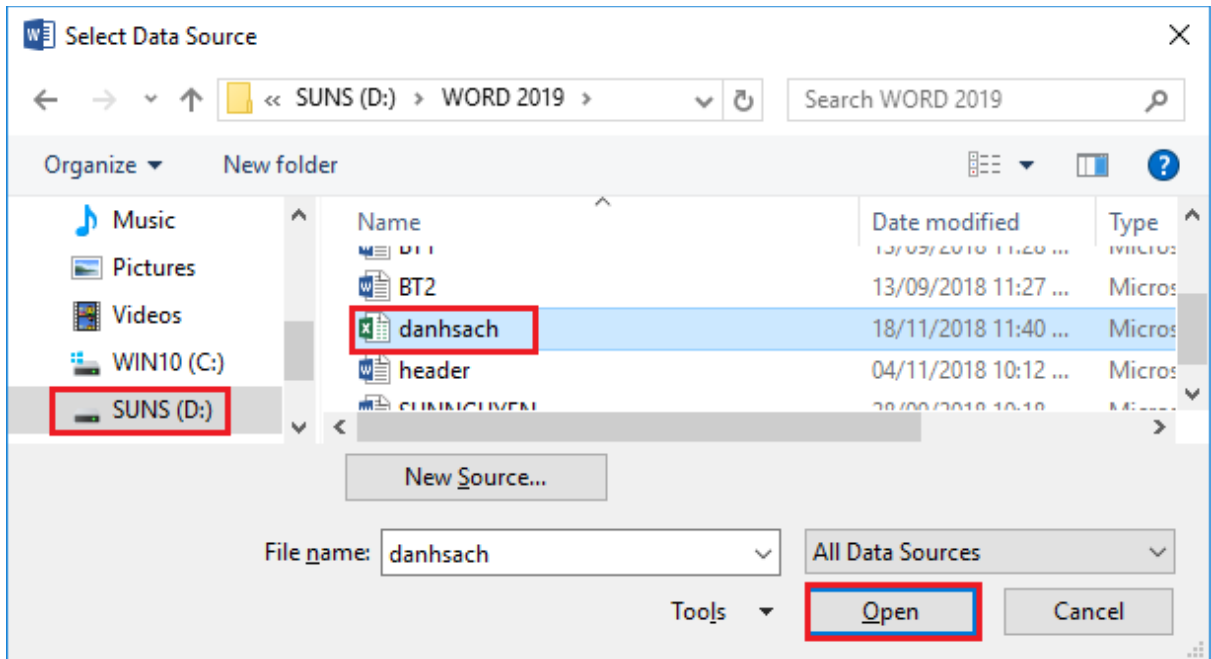 Select Data Source
« SUNS (D:) > WORD 2019 >
Search WORD 2019
Organize
New folder
Name
Date modified
Type
Music
Pictures
Videos
WIN10 (C:)
SUNS (D:)
BT1
BT2 13/09/2018 11:27 ... Micros
danhsach 18/11/2018 11:40 ... Micros
header 04/11/2018 10:12 ... Micros
SUNNGUYEN
New Source...
File name: danhsach
All Data Sources
Tools
Open
Cancel